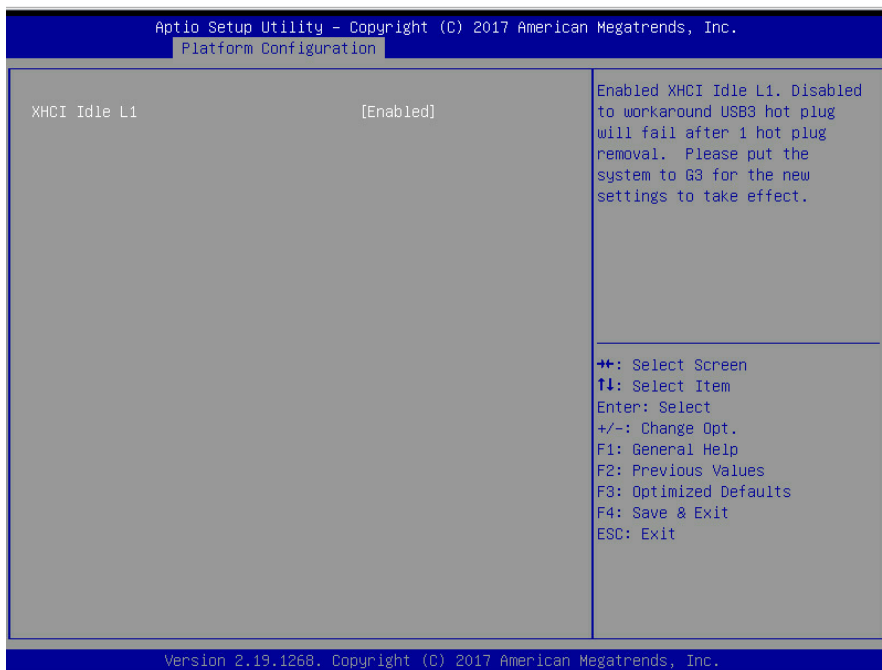 Aptio Setup Utility – Copyright (C) 2017 American Megatrends, Inc.
Platform Configuration
XHCI Idle L1 [Enabled]
Enabled XHCI Idle L1. Disabled
to workaround USB3 hot plug
will fail after 1 hot plug
removal. Please put the
system to G3 for the new
settings to take effect.
→←: Select Screen
↑↓: Select Item
Enter: Select
+/-: Change Opt.
F1: General Help
F2: Previous Values
F3: Optimized Defaults
F4: Save & Exit
ESC: Exit
Version 2.19.1268. Copyright (C) 2017 American Megatrends, Inc.